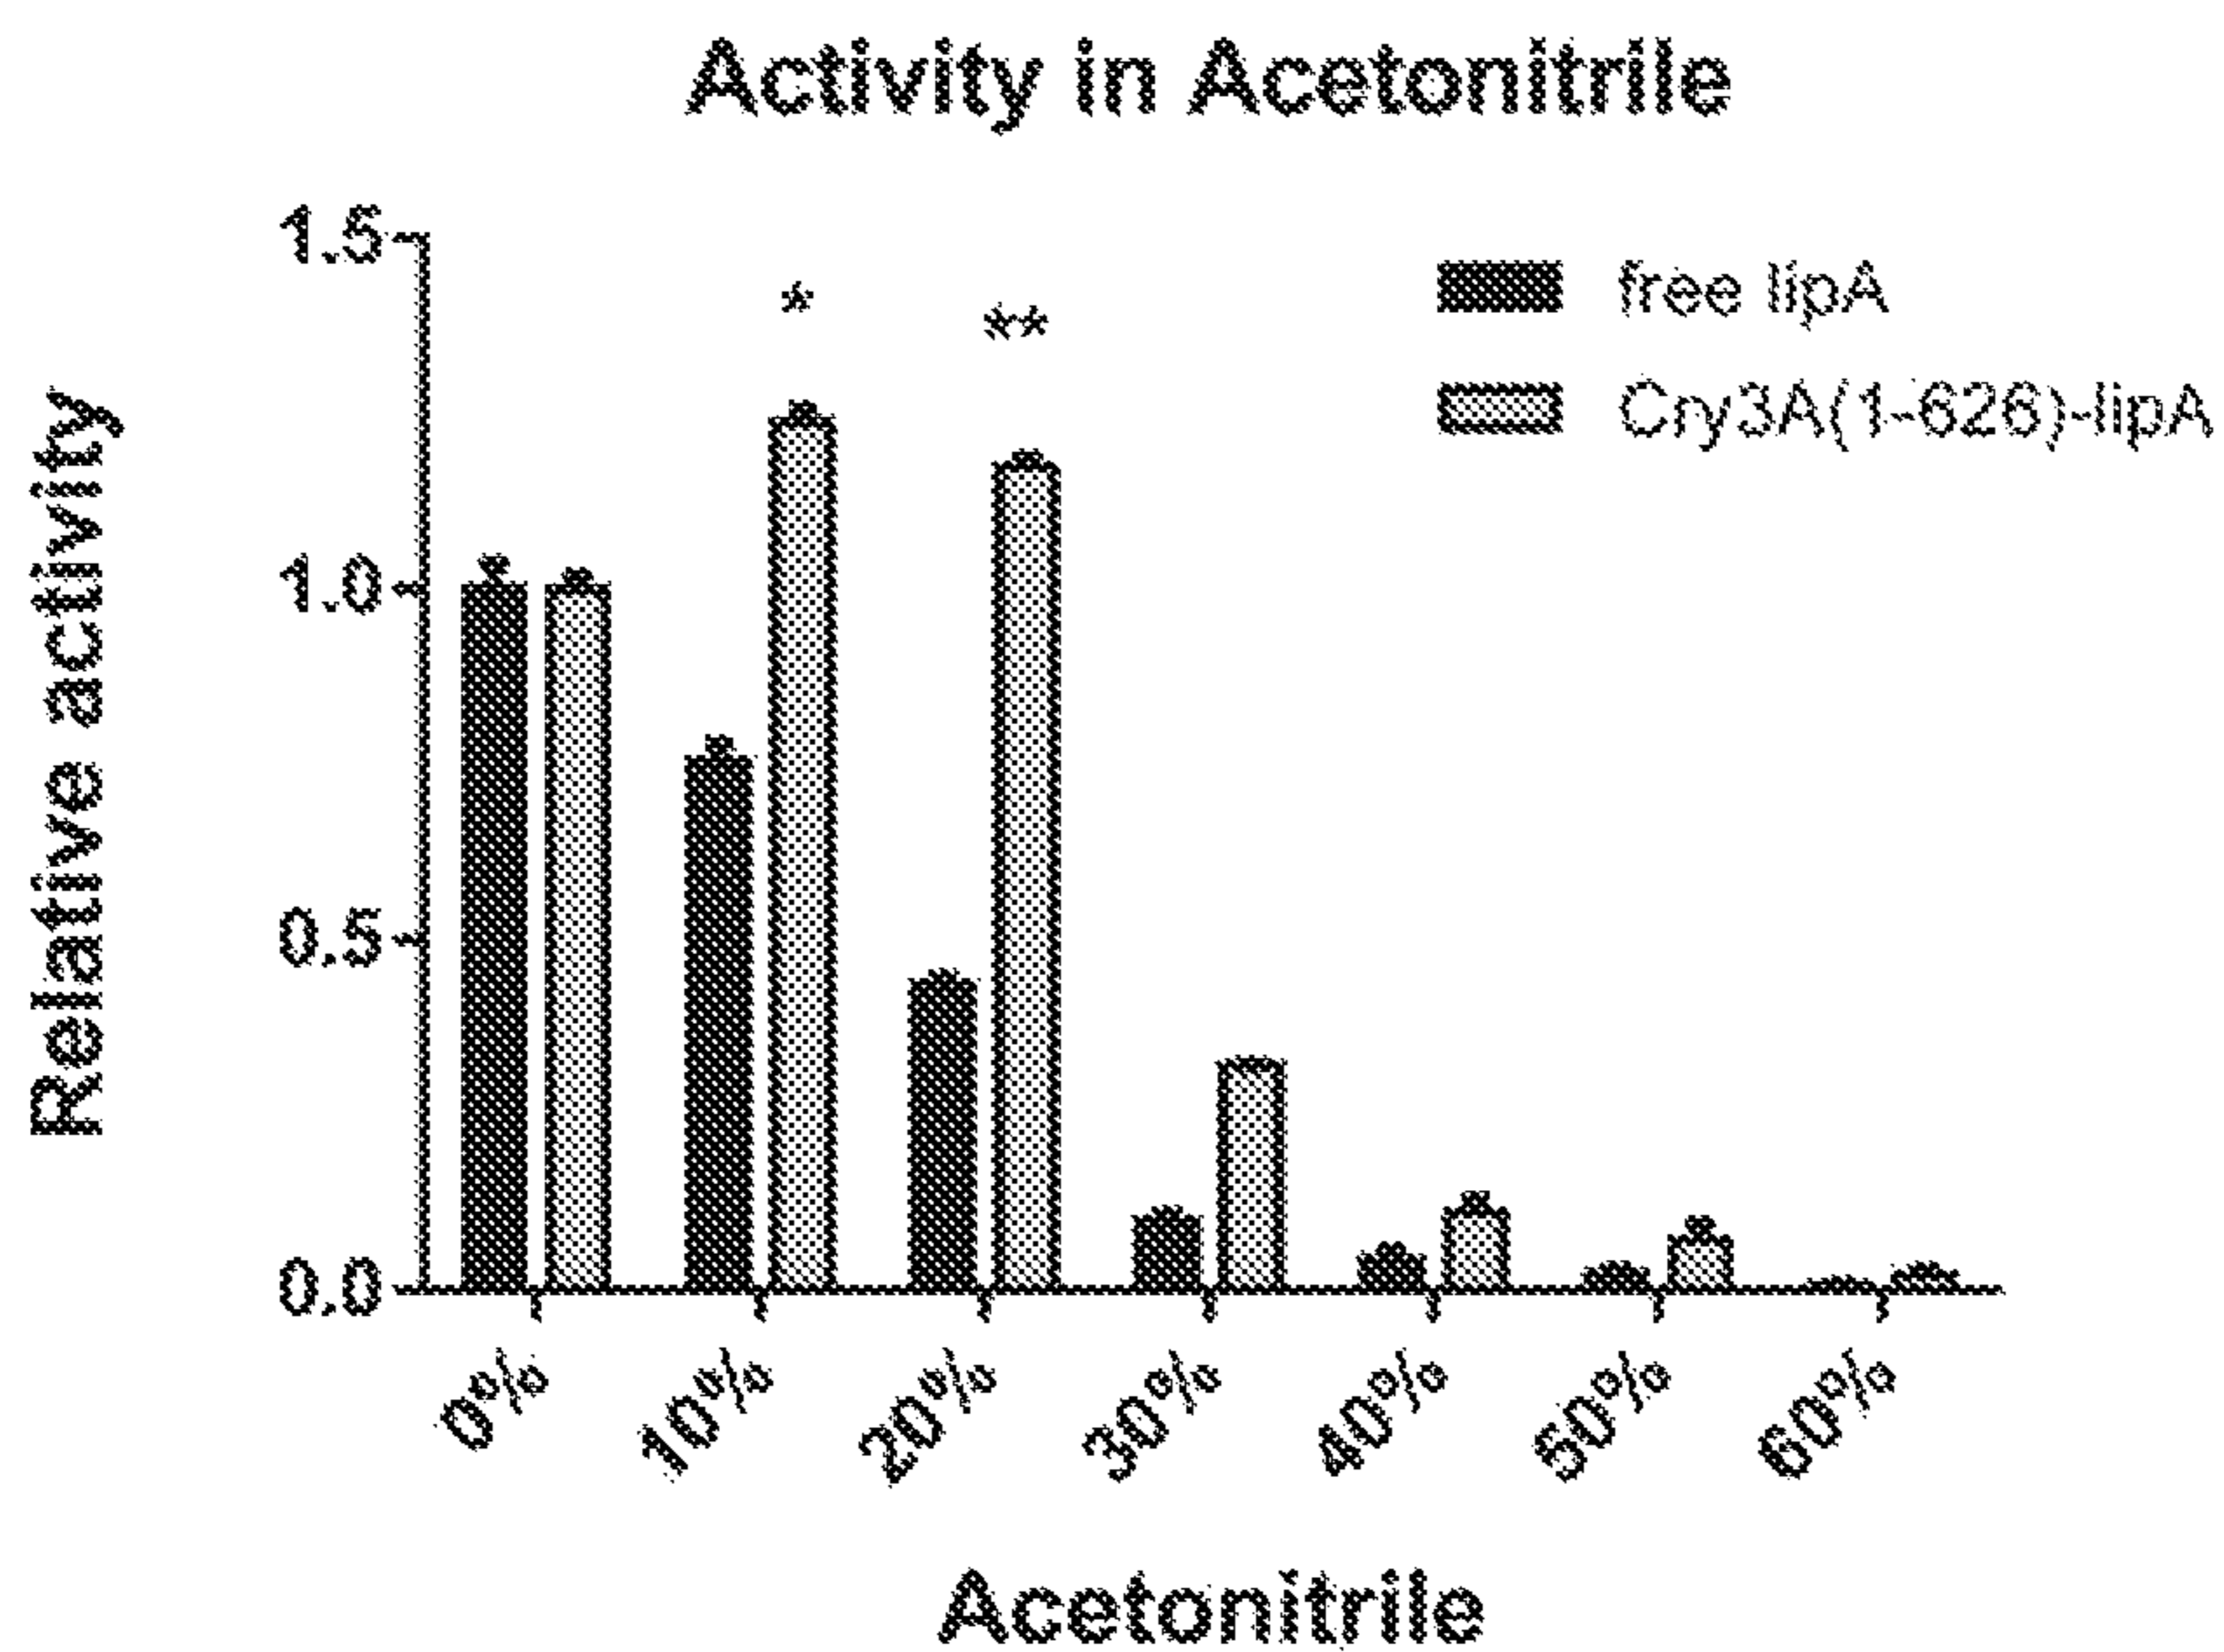 Activity in Acetonitrile
1.5
1.0
0.5
0.0
Relative activity
* **
free lipA
Cry3A(1-626)-lipA
0% 10% 20% 30% 40% 50% 60%
Acetonitrile